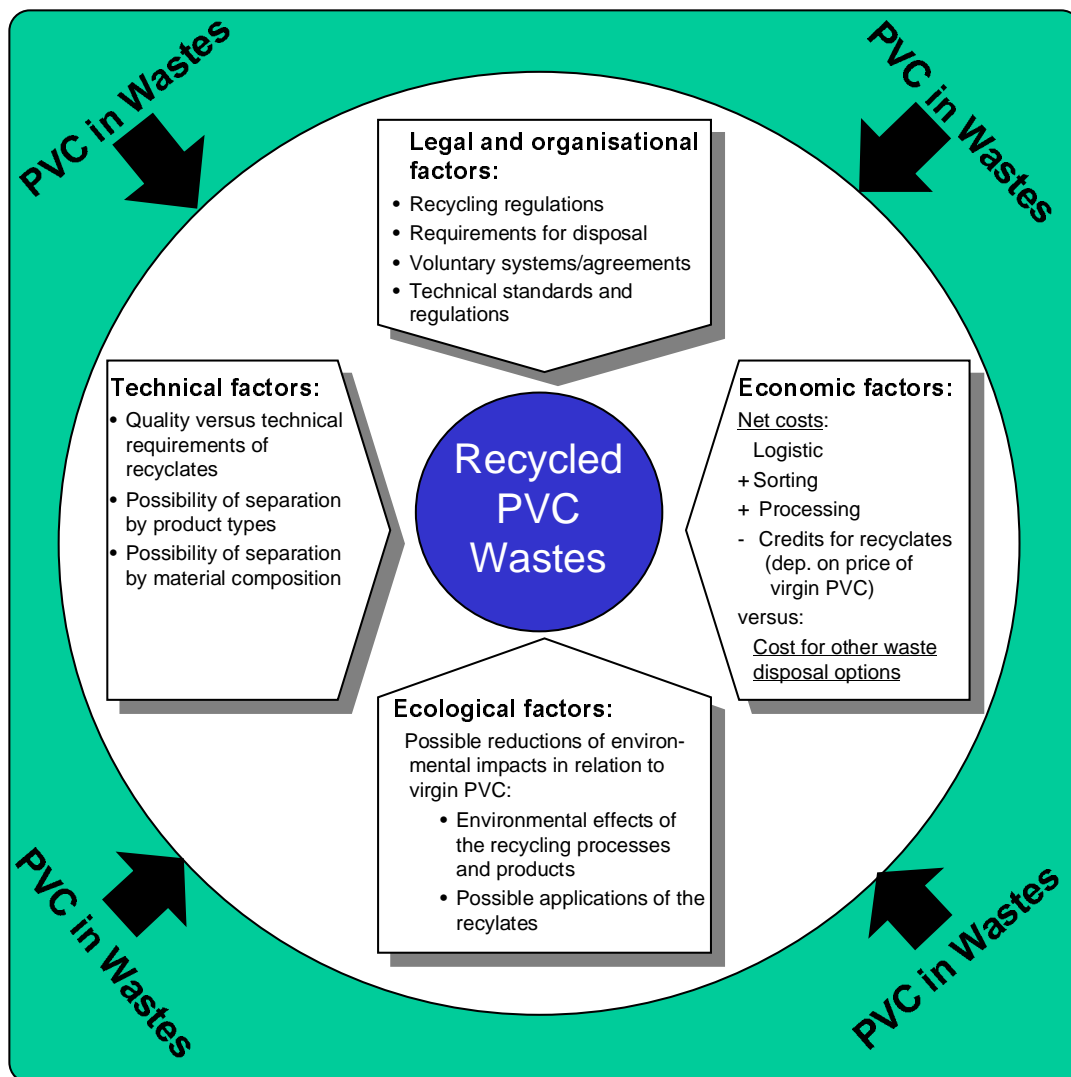 PVC in Wastes
PVC in Wastes
Legal and organisational
factors:
• Recycling regulations
• Requirements for disposal
• Voluntary systems/agreements
• Technical standards and
regulations
Technical factors:
• Quality versus technical
requirements of
recyclates
• Possibility of separation
by product types
• Possibility of separation
by material composition
Recycled
PVC
Wastes
Economic factors:
Net costs:
Logistic
+ Sorting
+ Processing
- Credits for recyclates
(dep. on price of
virgin PVC)
versus:
Cost for other waste
disposal options
Ecological factors:
Possible reductions of environ-
mental impacts in relation to
virgin PVC:
• Environmental effects of
the recycling processes
and products
• Possible applications of the
recylates
PVC in Wastes
PVC in Wastes